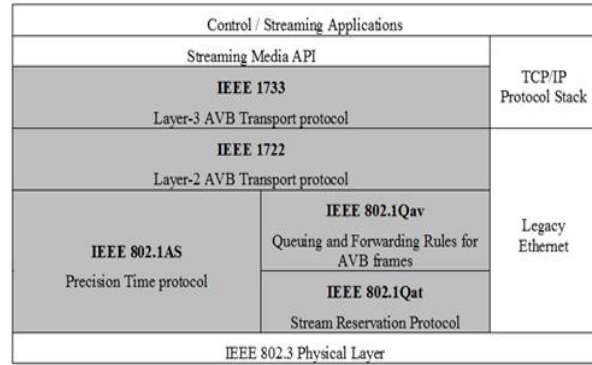 Control / Streaming Applications
Streaming Media API
IEEE 1733
Layer-3 AVB Transport protocol
TCP/IP
Protocol Stack
IEEE 1722
Layer-2 AVB Transport protocol
IEEE 802.1AS
Precision Time protocol
IEEE 802.1Qav
Queuing and Forwarding Rules for
AVB frames
IEEE 802.1Qat
Stream Reservation Protocol
Legacy
Ethernet
IEEE 802.3 Physical Layer